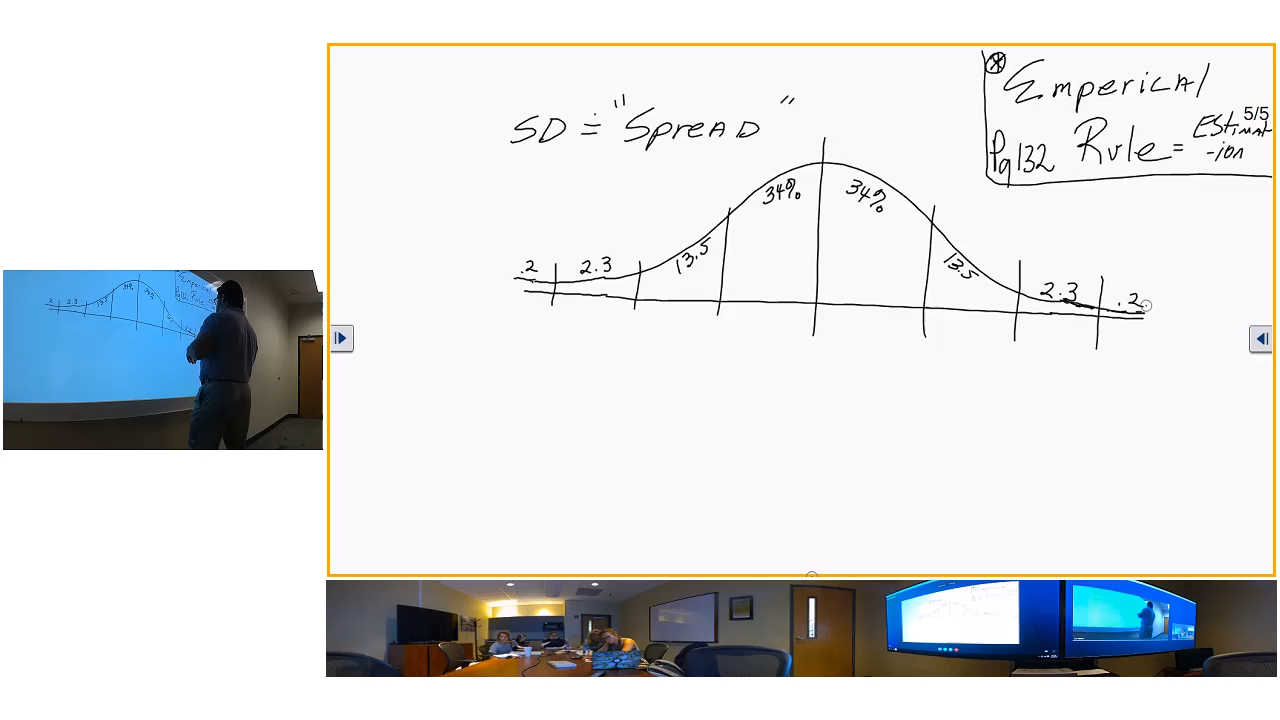 SD ≐ "Spread"
* Emperical
Pg 132 Rule = Estimat
-ion
5/5
34%
34%
13.5
13.5
.2
2.3
2.3
.2